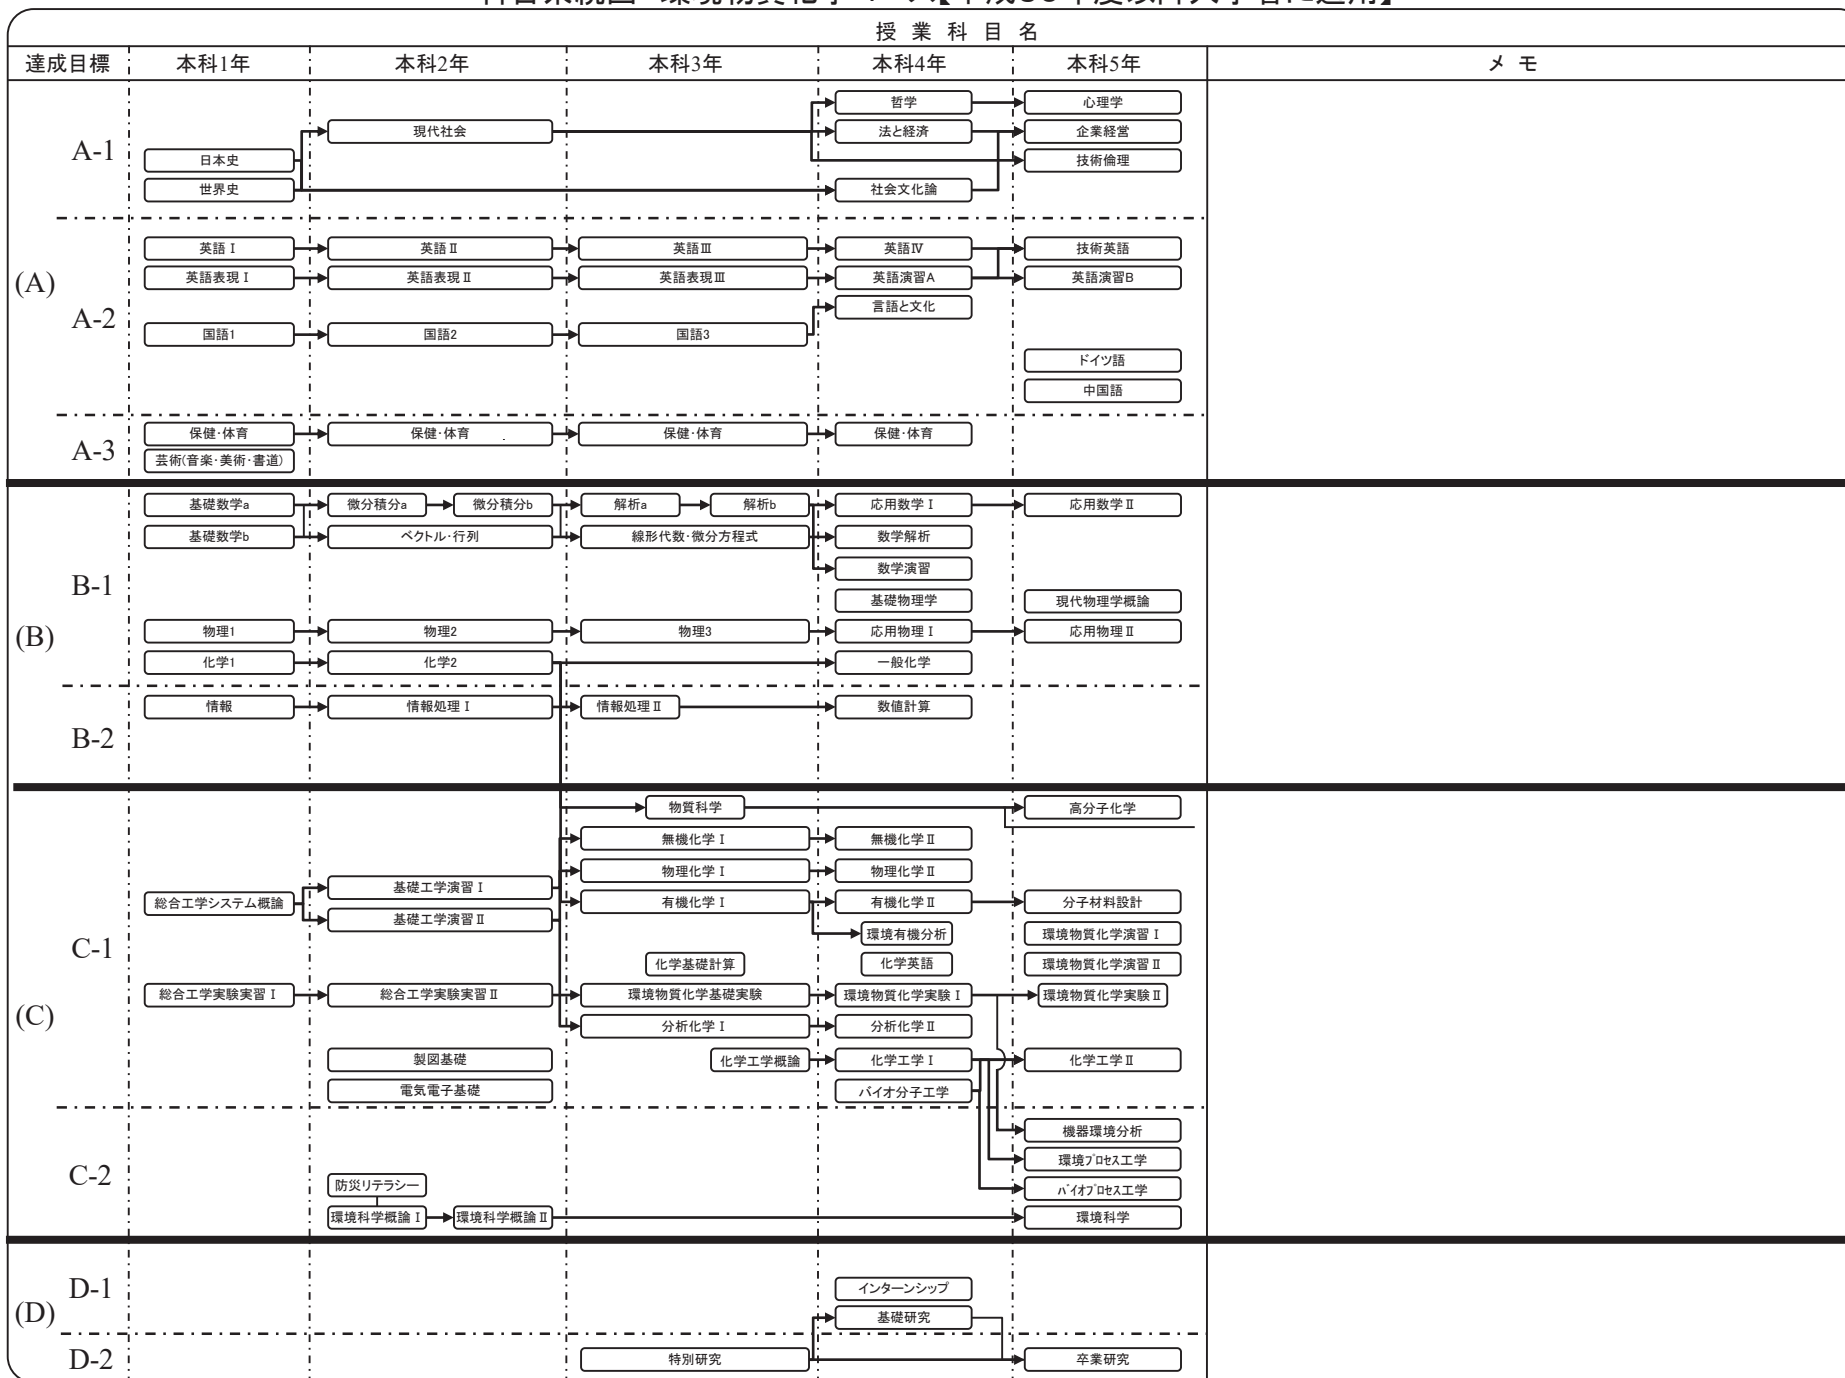 授業科目名
達成目標 本科1年 本科2年 本科3年 本科4年 本科5年 メモ
(A)
A-1
哲学 心理学
現代社会 法と経済 企業経営
日本史 技術倫理
世界史 社会文化論
A-2
英語Ⅰ 英語Ⅱ 英語Ⅲ 英語Ⅳ 技術英語
英語表現Ⅰ 英語表現Ⅱ 英語表現Ⅲ 英語演習A 英語演習B
言語と文化
国語1 国語2 国語3
ドイツ語
中国語
A-3
保健・体育 保健・体育 保健・体育 保健・体育
芸術(音楽・美術・書道)
(B)
B-1
基礎数学a 微分積分a 微分積分b 解析a 解析b 応用数学Ⅰ 応用数学Ⅱ
基礎数学b ベクトル・行列 線形代数・微分方程式 数学解析
数学演習
基礎物理学 現代物理学概論
物理1 物理2 物理3 応用物理Ⅰ 応用物理Ⅱ
化学1 化学2 一般化学
B-2
情報 情報処理Ⅰ 情報処理Ⅱ 数値計算
(C)
C-1
物質科学 高分子化学
無機化学Ⅰ 無機化学Ⅱ
物理化学Ⅰ 物理化学Ⅱ
基礎工学演習Ⅰ
総合工学システム概論 有機化学Ⅰ 有機化学Ⅱ 分子材料設計
基礎工学演習Ⅱ
環境有機分析 環境物質化学演習Ⅰ
化学基礎計算 化学英語 環境物質化学演習Ⅱ
総合工学実験実習Ⅰ 総合工学実験実習Ⅱ 環境物質化学基礎実験 環境物質化学実験Ⅰ 環境物質化学実験Ⅱ
分析化学Ⅰ 分析化学Ⅱ
製図基礎 化学工学概論 化学工学Ⅰ 化学工学Ⅱ
電気電子基礎 バイオ分子工学
C-2
機器環境分析
環境プロセス工学
防災リテラシー バイオプロセス工学
環境科学概論Ⅰ 環境科学概論Ⅱ 環境科学
(D)
D-1
インターンシップ
基礎研究
D-2
特別研究 卒業研究